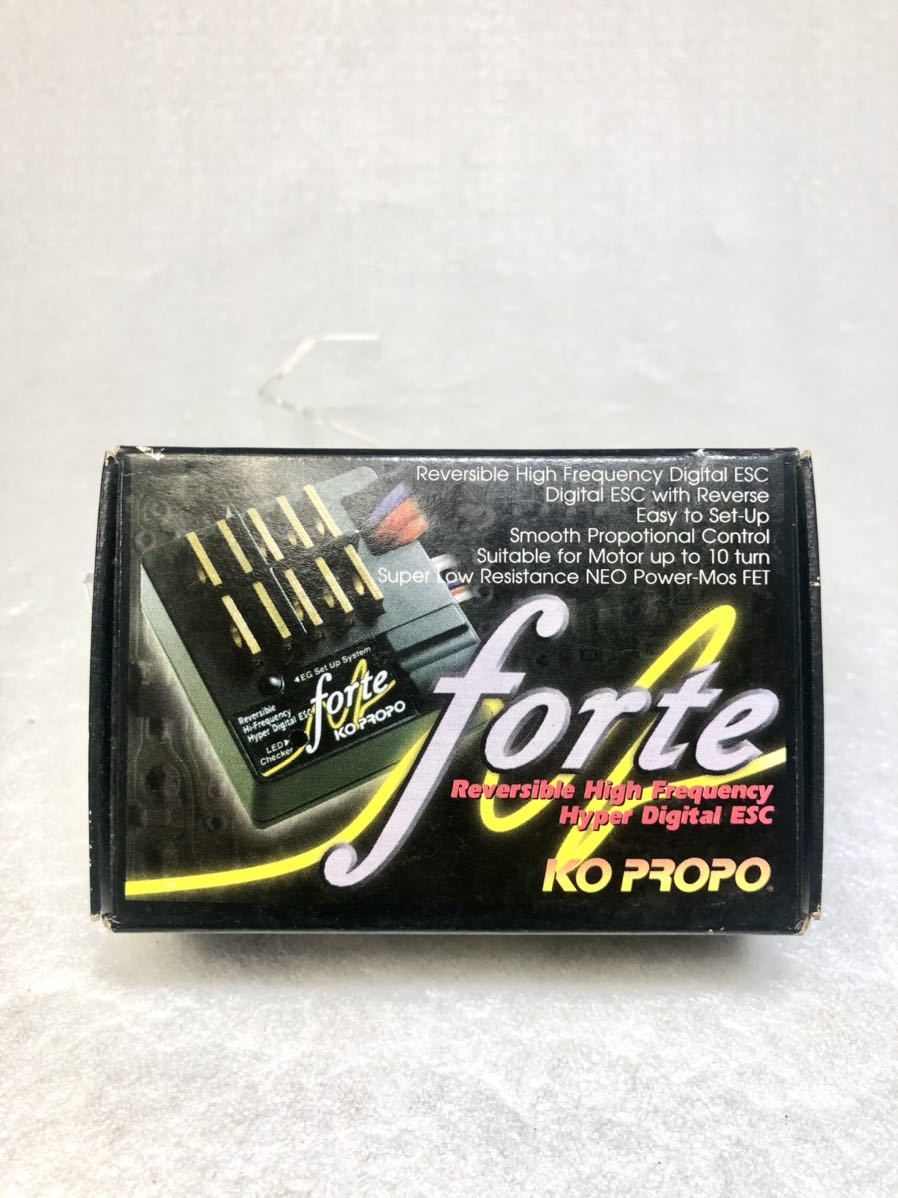 Reversible High Frequency Digital ESC
Digital ESC with Reverse
Easy to Set-Up
Smooth Propotional Control
Suitable for Motor up to 10 turn
Super Low Resistance NEO Power-Mos FET
◀EG Set Up System
forte
KO PROPO
Reversible
Hi-Frequency
Hyper Digital ESC
LED▶
Checker
forte
Reversible High Frequency
Hyper Digital ESC
KO PROPO®